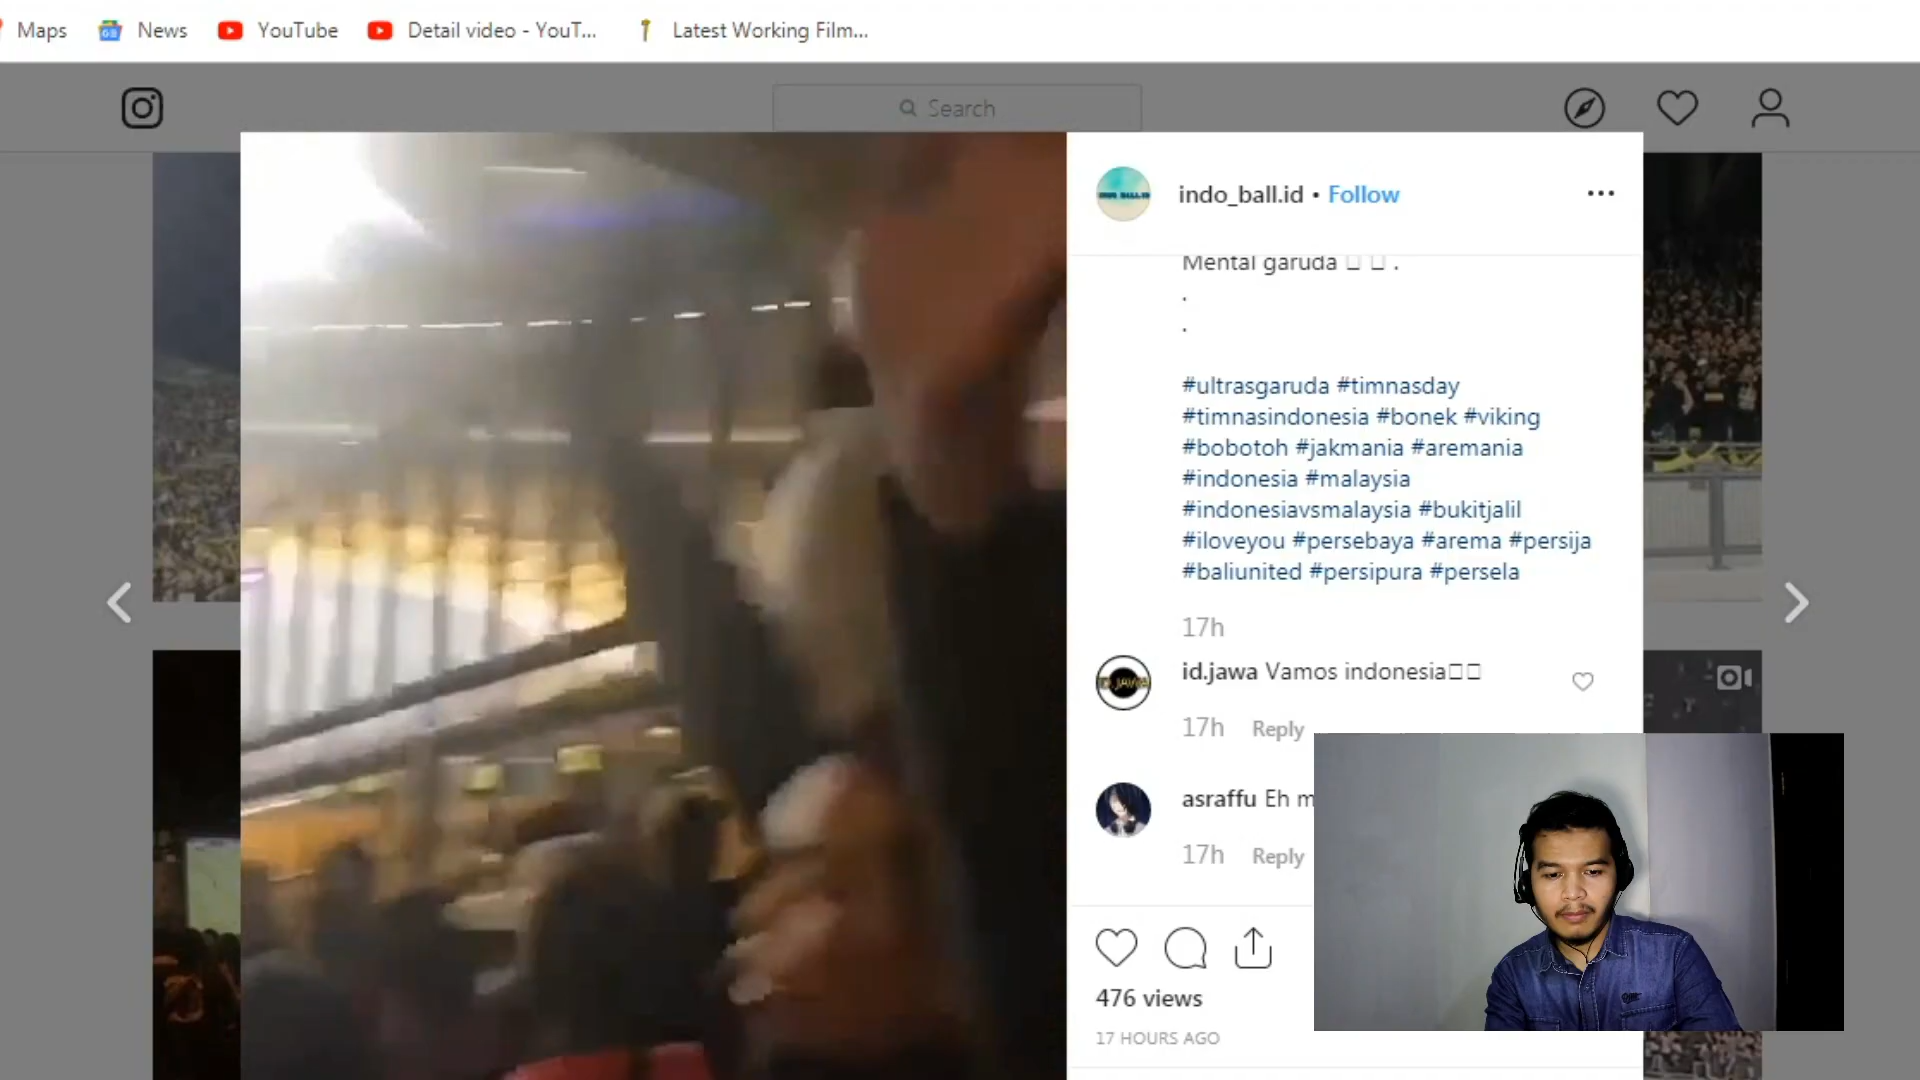 Maps
News
YouTube
Detail video - YouT...
Latest Working Film...
Search
indo_ball.id • Follow
Mental garuda □ □ .
.
.
#ultrasgaruda #timnasday
#timnasindonesia #bonek #viking
#bobotoh #jakmania #aremania
#indonesia #malaysia
#indonesiavsmalaysia #bukitjalil
#iloveyou #persebaya #arema #persija
#baliunited #persipura #persela
17h
id.jawa Vamos indonesia□□
17h Reply
asraffu Eh m
17h Reply
476 views
17 HOURS AGO